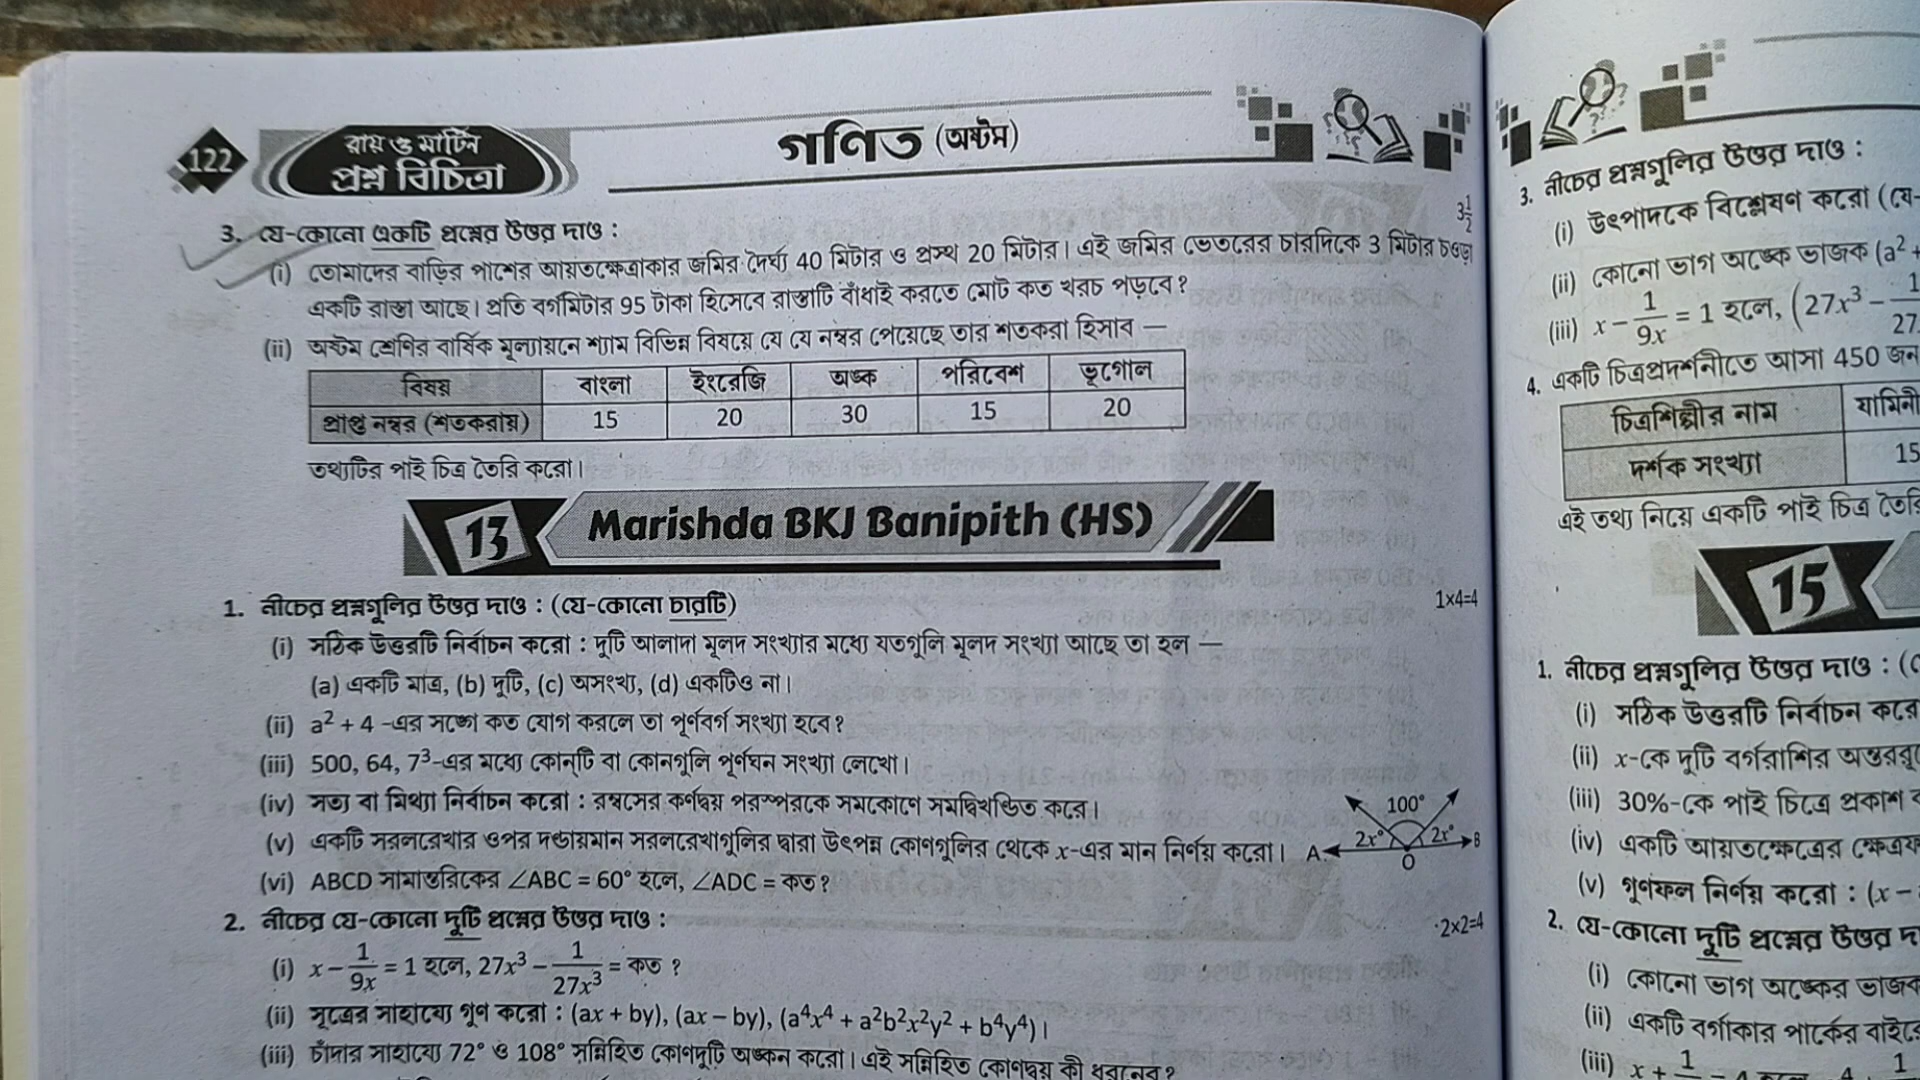 122
রায় ও মার্টিন
প্রশ্ন বিচিত্রা
গণিত (অষ্টম)
3. যে-কোনো একটি প্রশ্নের উত্তর দাও : 3 1/2
(i) তোমাদের বাড়ির পাশের আয়তক্ষেত্রাকার জমির দৈর্ঘ্য 40 মিটার ও প্রস্থ 20 মিটার। এই জমির ভেতরের চারদিকে 3 মিটার চওড়া
একটি রাস্তা আছে। প্রতি বর্গমিটার 95 টাকা হিসেবে রাস্তাটি বাঁধাই করতে মোট কত খরচ পড়বে?
(ii) অষ্টম শ্রেণির বার্ষিক মূল্যায়নে শ্যাম বিভিন্ন বিষয়ে যে যে নম্বর পেয়েছে তার শতকরা হিসাব —
বিষয় বাংলা ইংরেজি অঙ্ক পরিবেশ ভূগোল
প্রাপ্ত নম্বর (শতকরায়) 15 20 30 15 20
তথ্যটির পাই চিত্র তৈরি করো।
13 Marishda BKJ Banipith (HS)
1. নীচের প্রশ্নগুলির উত্তর দাও : (যে-কোনো চারটি) 1×4=4
(i) সঠিক উত্তরটি নির্বাচন করো : দুটি আলাদা মূলদ সংখ্যার মধ্যে যতগুলি মূলদ সংখ্যা আছে তা হল —
(a) একটি মাত্র, (b) দুটি, (c) অসংখ্য, (d) একটিও না।
(ii) a² + 4 -এর সঙ্গে কত যোগ করলে তা পূর্ণবর্গ সংখ্যা হবে?
(iii) 500, 64, 7³-এর মধ্যে কোন্‌টি বা কোনগুলি পূর্ণঘন সংখ্যা লেখো।
(iv) সত্য বা মিথ্যা নির্বাচন করো : রম্বসের কর্ণদ্বয় পরস্পরকে সমকোণে সমদ্বিখণ্ডিত করে।
(v) একটি সরলরেখার ওপর দণ্ডায়মান সরলরেখাগুলির দ্বারা উৎপন্ন কোণগুলির থেকে x-এর মান নির্ণয় করো।
100°
A 2x° 2x° B
O
(vi) ABCD সামান্তরিকের ∠ABC = 60° হলে, ∠ADC = কত?
2. নীচের যে-কোনো দুটি প্রশ্নের উত্তর দাও : 2×2=4
(i) x − 1/9x = 1 হলে, 27x³ − 1/27x³ = কত ?
(ii) সূত্রের সাহায্যে গুণ করো : (ax + by), (ax − by), (a⁴x⁴ + a²b²x²y² + b⁴y⁴)।
(iii) চাঁদার সাহায্যে 72° ও 108° সন্নিহিত কোণদুটি অঙ্কন করো। এই সন্নিহিত কোণদ্বয় কী ধরনের?
3. নীচের প্রশ্নগুলির উত্তর দাও :
(i) উৎপাদকে বিশ্লেষণ করো (যে-
(ii) কোনো ভাগ অঙ্কে ভাজক (a² +
(iii) x − 1/9x = 1 হলে, (27x³ − 1/27
4. একটি চিত্রপ্রদর্শনীতে আসা 450 জন
চিত্রশিল্পীর নাম যামিনী
দর্শক সংখ্যা 15
এই তথ্য নিয়ে একটি পাই চিত্র তৈরি
15
1. নীচের প্রশ্নগুলির উত্তর দাও : (
(i) সঠিক উত্তরটি নির্বাচন করো
(ii) x-কে দুটি বর্গরাশির অন্তররূ
(iii) 30%-কে পাই চিত্রে প্রকাশ
(iv) একটি আয়তক্ষেত্রের ক্ষেত্রফ
(v) গুণফল নির্ণয় করো : (x −
2. যে-কোনো দুটি প্রশ্নের উত্তর দা
(i) কোনো ভাগ অঙ্কের ভাজক
(ii) একটি বর্গাকার পার্কের বাইরে
(iii) x + 1